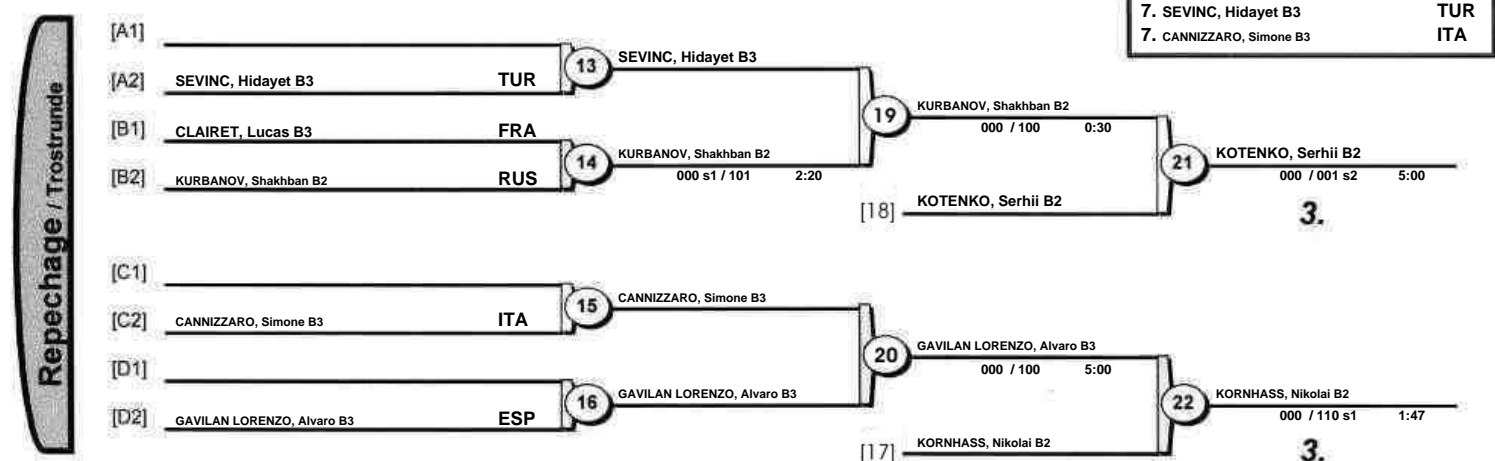 7. SEVINC, Hidayet B3 TUR
7. CANNIZZARO, Simone B3 ITA
Repechage / Trostrunde
[A1]
[A2] SEVINC, Hidayet B3 TUR
13 SEVINC, Hidayet B3
[B1] CLAIRET, Lucas B3 FRA
[B2] KURBANOV, Shakhban B2 RUS
14 KURBANOV, Shakhban B2
000 s1 / 101 2:20
19 KURBANOV, Shakhban B2
000 / 100 0:30
[18] KOTENKO, Serhii B2
21 KOTENKO, Serhii B2
000 / 001 s2 5:00
3.
[C1]
[C2] CANNIZZARO, Simone B3 ITA
15 CANNIZZARO, Simone B3
[D1]
[D2] GAVILAN LORENZO, Alvaro B3 ESP
16 GAVILAN LORENZO, Alvaro B3
20 GAVILAN LORENZO, Alvaro B3
000 / 100 5:00
[17] KORNHASS, Nikolai B2
22 KORNHASS, Nikolai B2
000 / 110 s1 1:47
3.